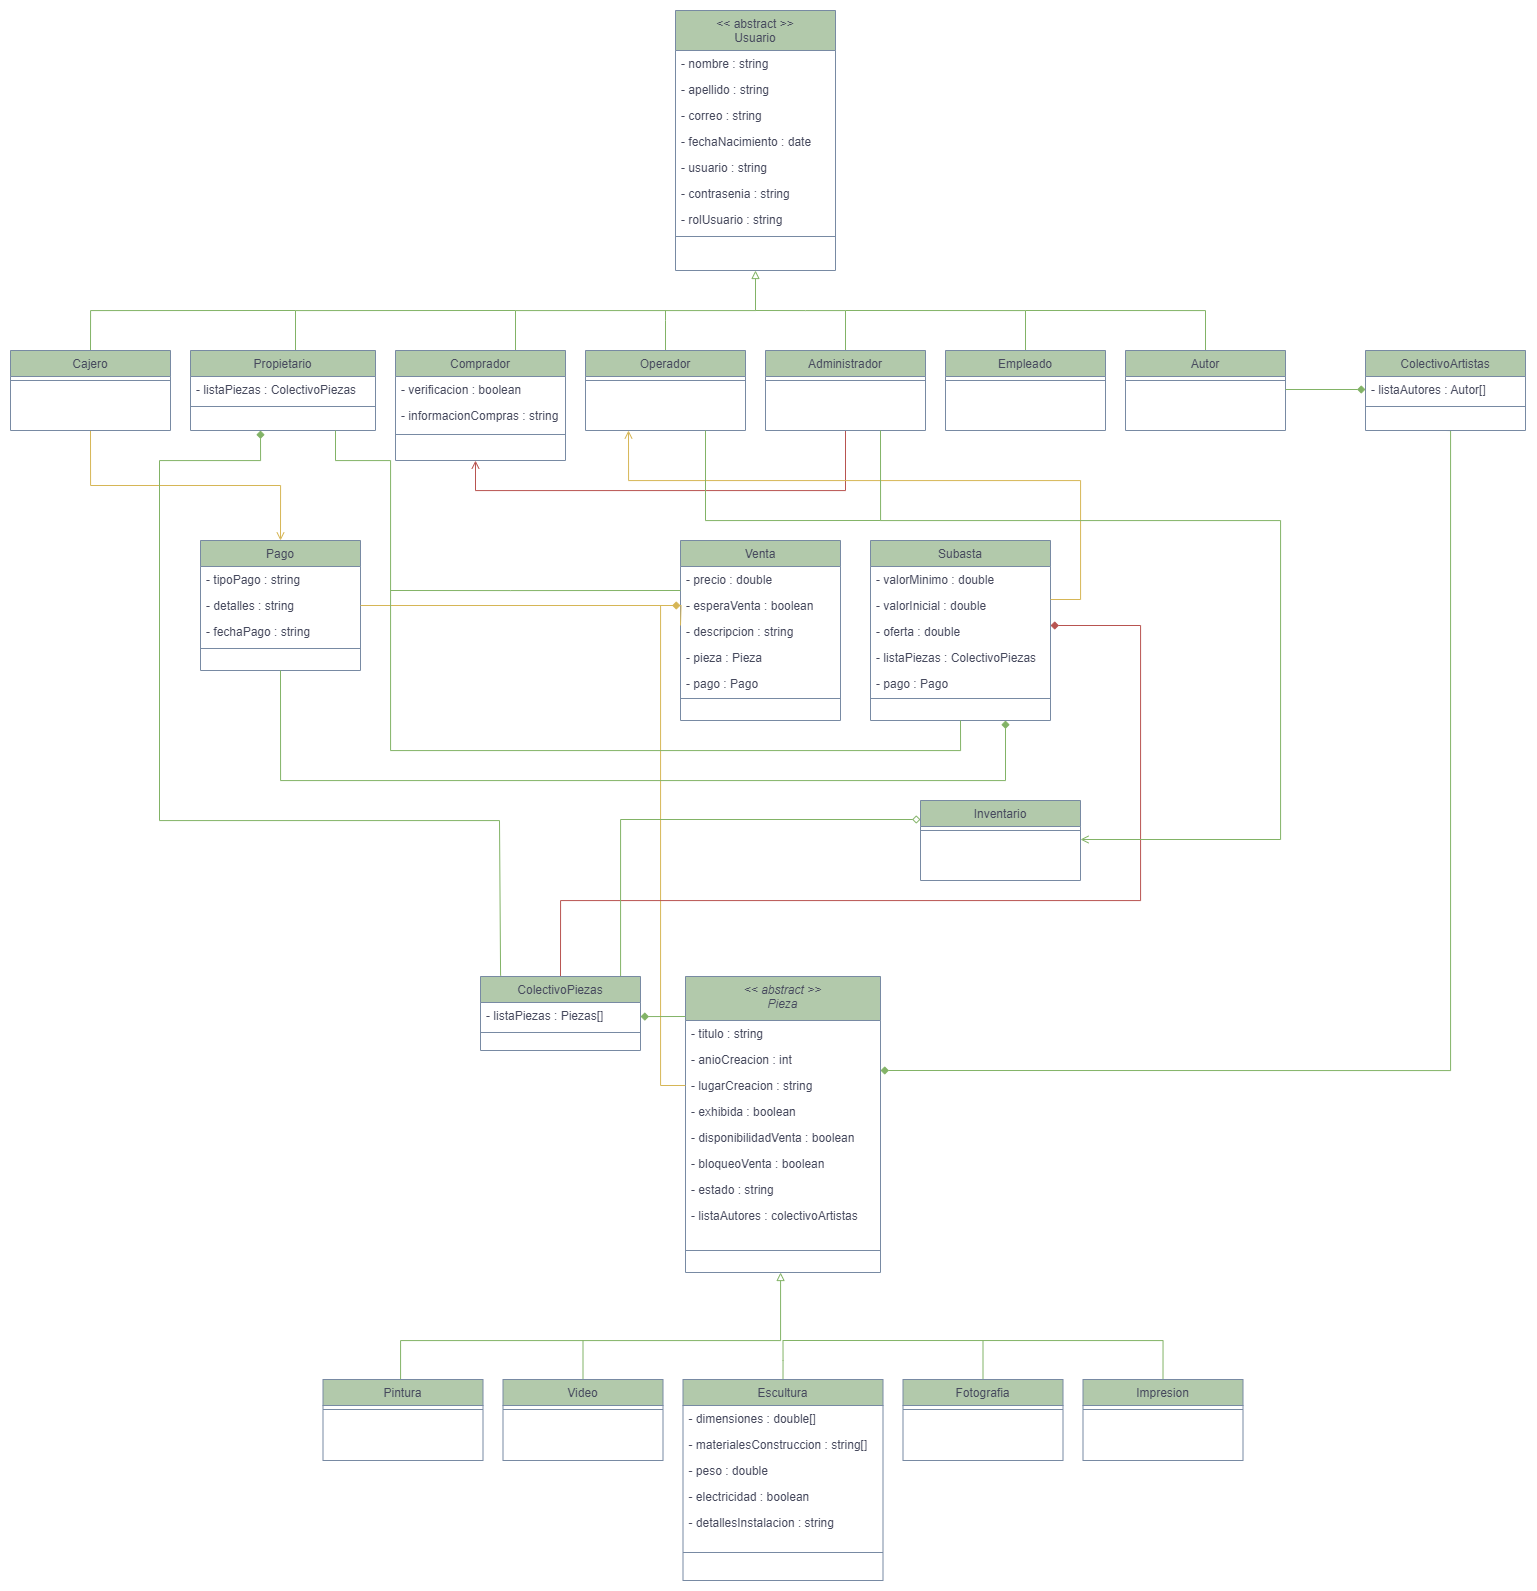 << abstract >>
Usuario
- nombre : string
- apellido : string
- correo : string
- fechaNacimiento : date
- usuario : string
- contrasenia : string
- rolUsuario : string
Cajero
Propietario
- listaPiezas : ColectivoPiezas
Comprador
- verificacion : boolean
- informacionCompras : string
Operador
Administrador
Empleado
Autor
ColectivoArtistas
- listaAutores : Autor[]
Pago
- tipoPago : string
- detalles : string
- fechaPago : string
Venta
- precio : double
- esperaVenta : boolean
- descripcion : string
- pieza : Pieza
- pago : Pago
Subasta
- valorMinimo : double
- valorInicial : double
- oferta : double
- listaPiezas : ColectivoPiezas
- pago : Pago
Inventario
ColectivoPiezas
- listaPiezas : Piezas[]
<< abstract >>
Pieza
- titulo : string
- anioCreacion : int
- lugarCreacion : string
- exhibida : boolean
- disponibilidadVenta : boolean
- bloqueoVenta : boolean
- estado : string
- listaAutores : colectivoArtistas
Pintura
Video
Escultura
- dimensiones : double[]
- materialesConstruccion : string[]
- peso : double
- electricidad : boolean
- detallesInstalacion : string
Fotografia
Impresion